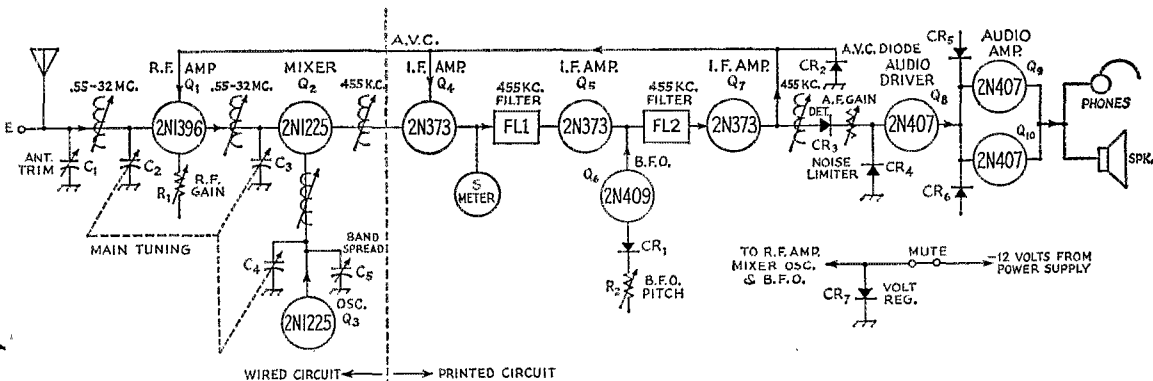 A.V.C.
R.F. AMP
Q1
.55-32 MC.
2N1396
R1
R.F. GAIN
E
ANT. TRIM
C1
C2
.55-32 MC.
C3
MIXER
Q2
2N1225
455 K.C.
MAIN TUNING
C4
BAND SPREAD
C5
OSC.
Q3
2N1225
I.F. AMP.
Q4
2N373
S METER
455KC. FILTER
FL1
I.F. AMP.
Q5
2N373
B.F.O.
Q6
2N409
CR1
R2
B.F.O. PITCH
455 KC. FILTER
FL2
I.F. AMP.
Q7
2N373
455 KC.
CR2
A.V.C. DIODE
DET.
CR3
A.F. GAIN
NOISE LIMITER
CR4
AUDIO DRIVER
Q8
2N407
CR5
CR6
AUDIO AMP.
Q9
2N407
Q10
2N407
PHONES
SPK.
TO R.F. AMP.
MIXER OSC.
& B.F.O.
MUTE
-12 VOLTS FROM
POWER SUPPLY
CR7
VOLT REG.
WIRED CIRCUIT
PRINTED CIRCUIT